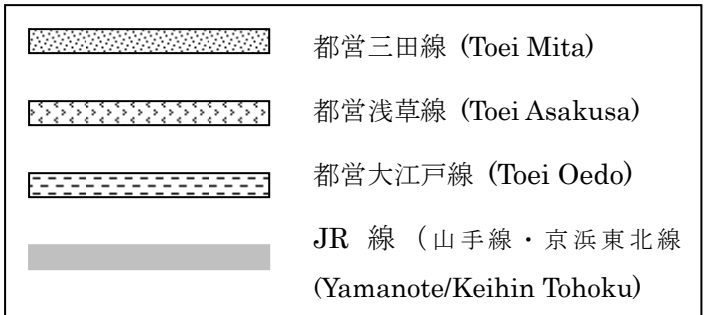 都営三田線 (Toei Mita)
都営浅草線 (Toei Asakusa)
都営大江戸線 (Toei Oedo)
JR 線（山手線・京浜東北線
(Yamanote/Keihin Tohoku)